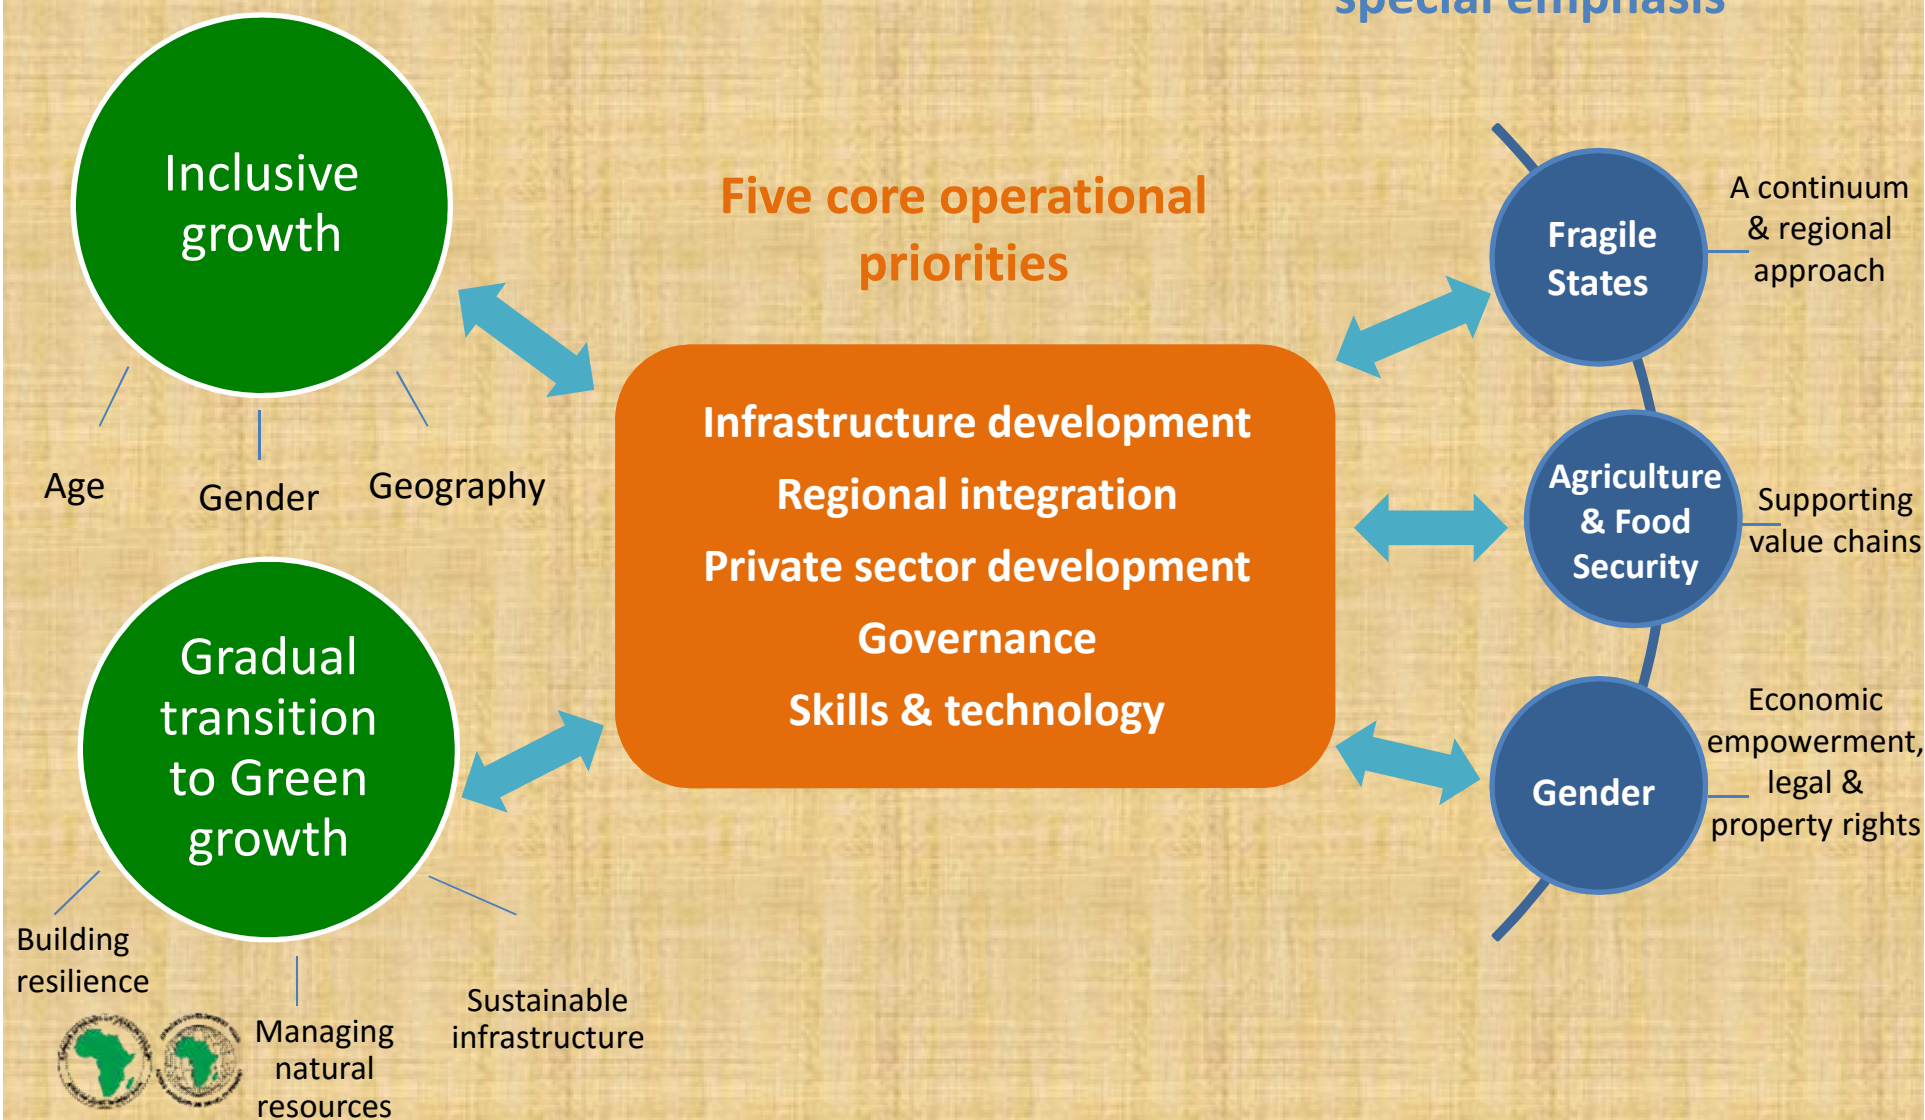 special emphasis
Inclusive
growth
Age
Gender
Geography
Gradual
transition
to Green
growth
Building
resilience
Managing
natural
resources
Sustainable
infrastructure
Five core operational
priorities
Infrastructure development
Regional integration
Private sector development
Governance
Skills & technology
Fragile
States
A continuum
& regional
approach
Agriculture
& Food
Security
Supporting
value chains
Gender
Economic
empowerment,
legal &
property rights